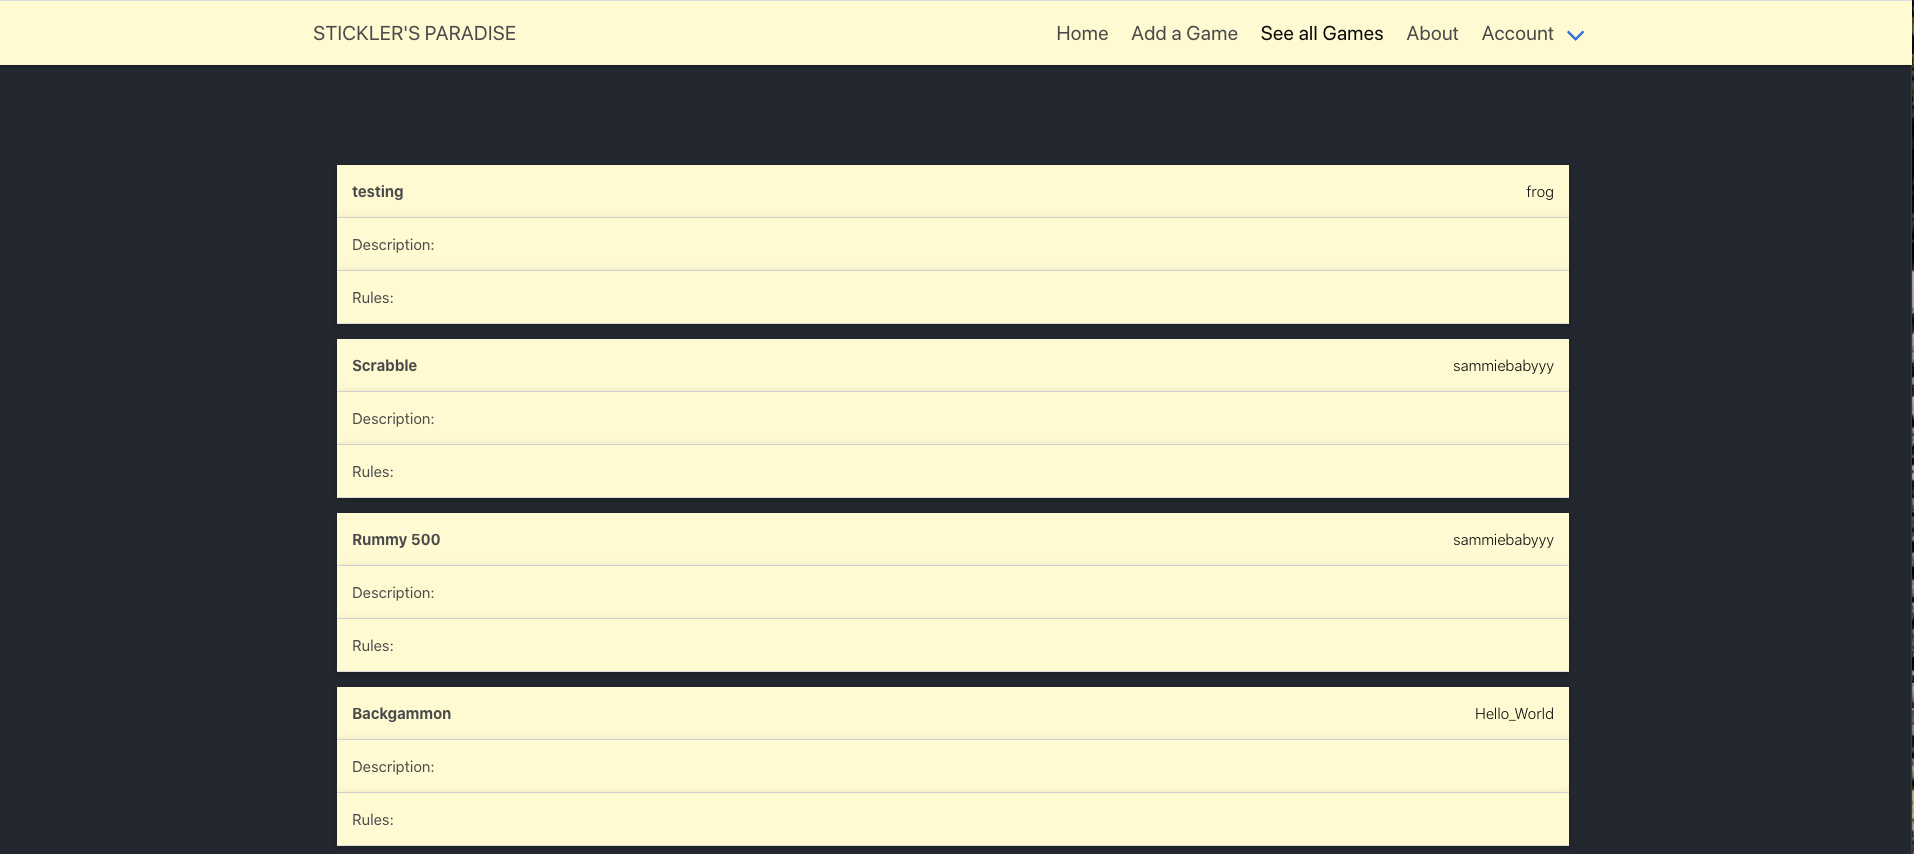 STICKLER'S PARADISE Home Add a Game See all Games About Account
testing frog
Description:
Rules:
Scrabble sammiebabyyy
Description:
Rules:
Rummy 500 sammiebabyyy
Description:
Rules:
Backgammon Hello_World
Description:
Rules: